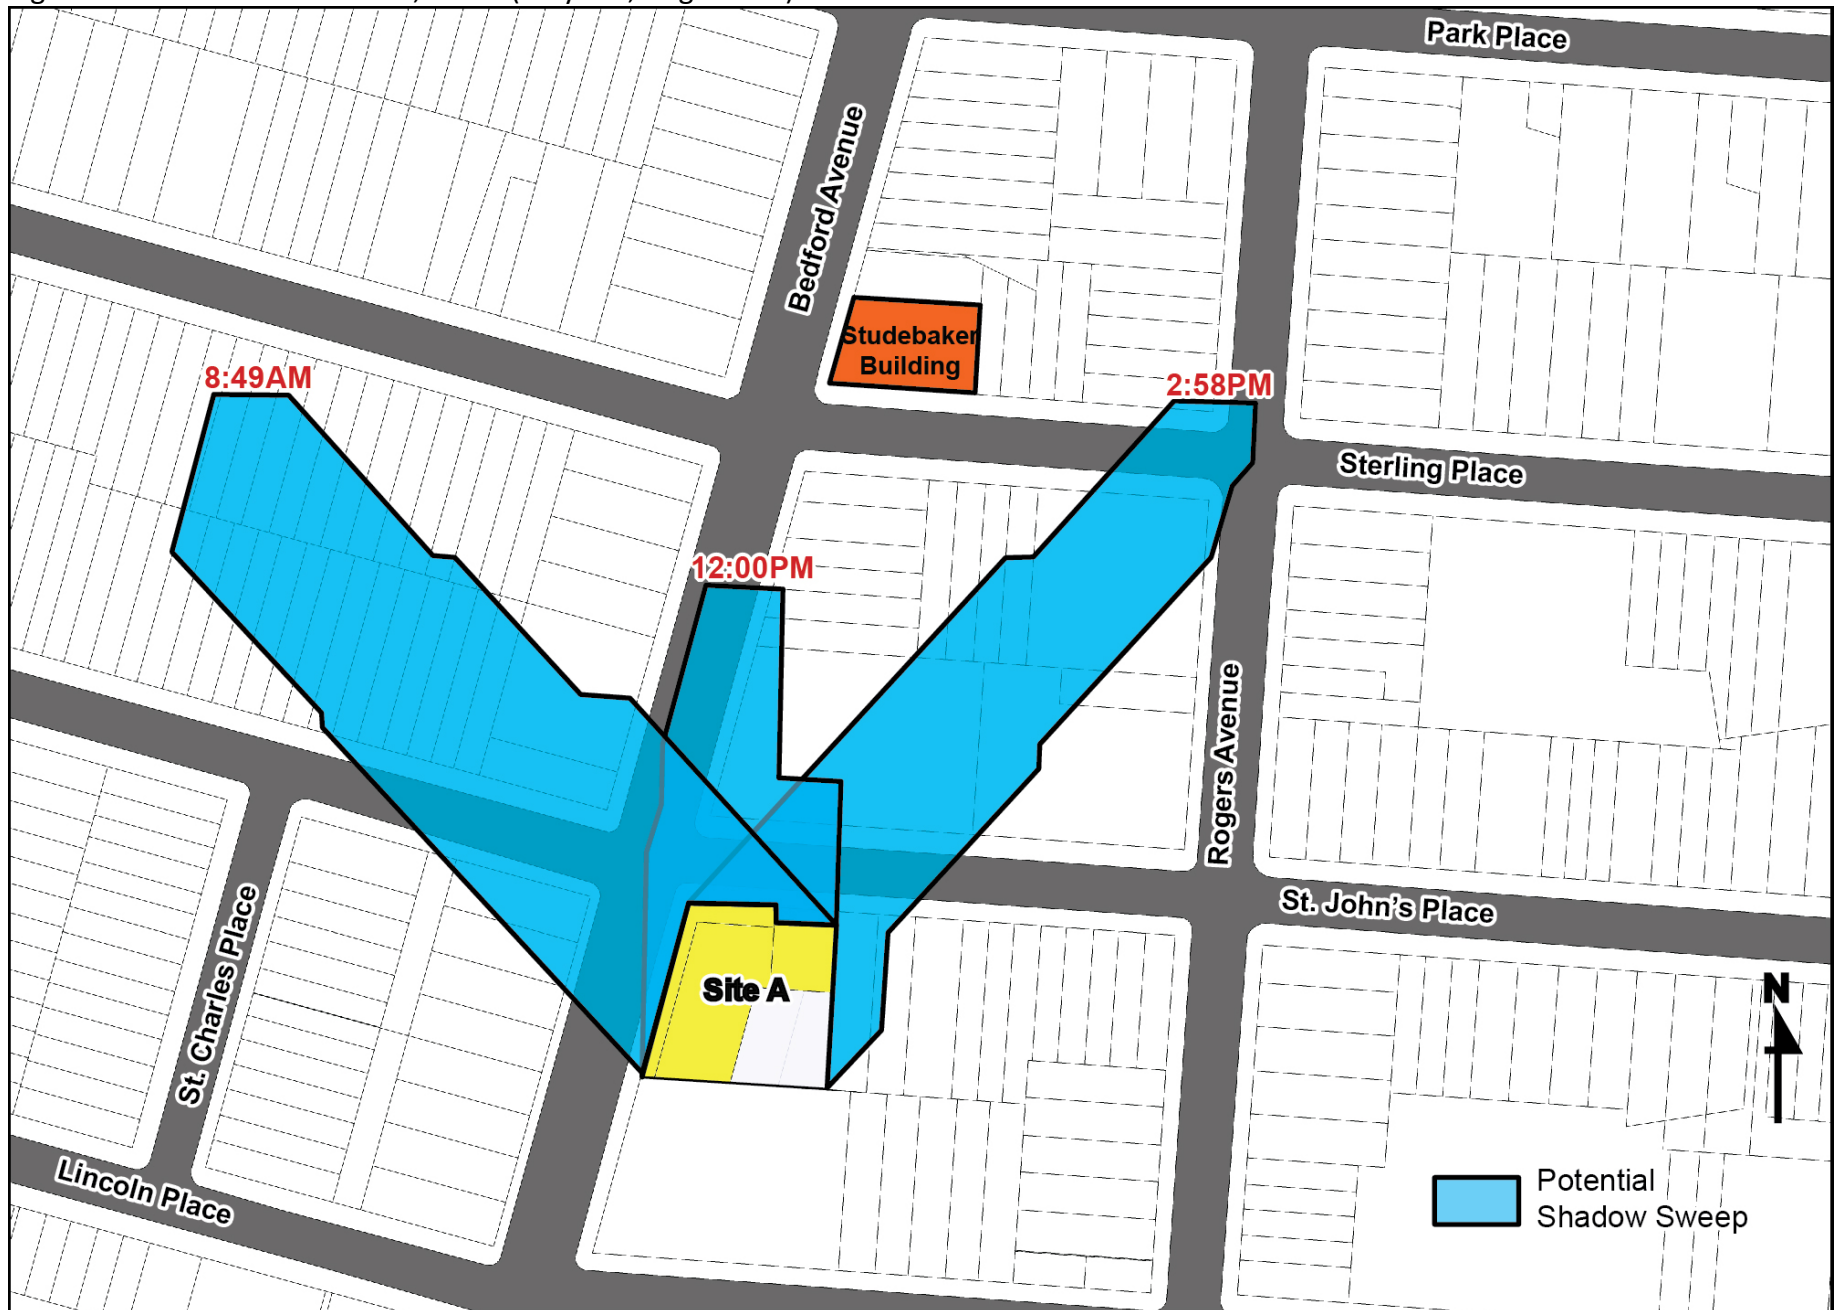 Park Place
Bedford Avenue
Studebaker
Building
8:49AM
2:58PM
Sterling Place
12:00PM
Rogers Avenue
St. John's Place
St. Charles Place
Site A
N
Lincoln Place
Potential
Shadow Sweep